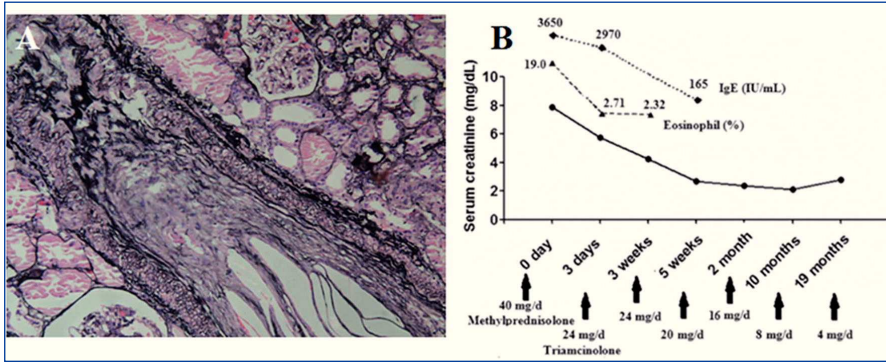 A
B
3650
2970
19.0
165
IgE (IU/mL)
2.71
2.32
Eosinophil (%)
Serum creatinine (mg/dL)
10
8
6
4
2
0
0 day
3 days
3 weeks
5 weeks
2 month
10 months
19 months
40 mg/d
Methylprednisolone
24 mg/d
Triamcinolone
24 mg/d
20 mg/d
16 mg/d
8 mg/d
4 mg/d